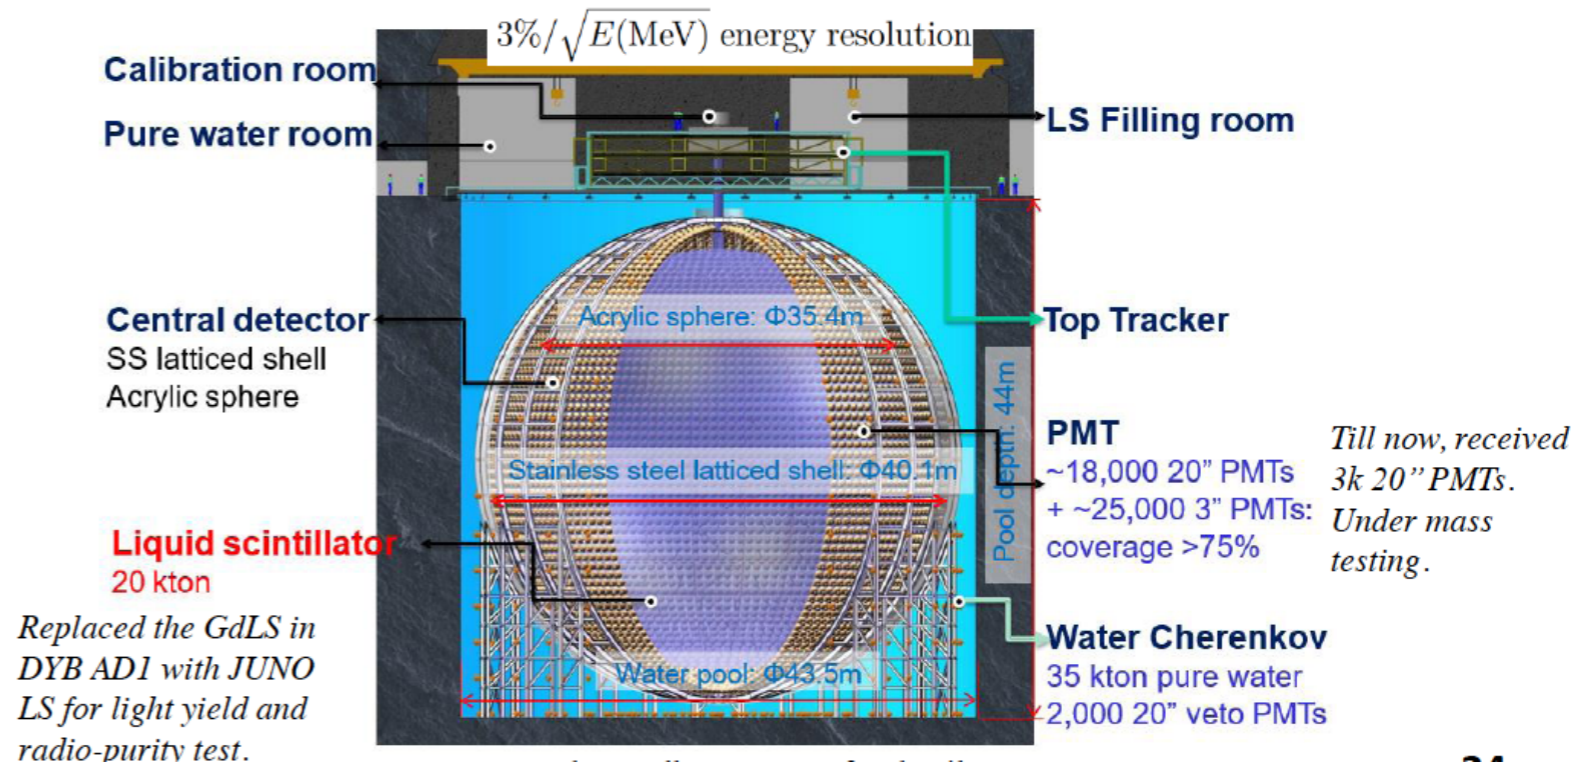 3%/√E(MeV) energy resolution
Calibration room
Pure water room
LS Filling room
Central detector
SS latticed shell
Acrylic sphere
Acrylic sphere: Φ35.4m
Top Tracker
Pool depth: 44m
Stainless steel latticed shell: Φ40.1m
PMT
~18,000 20” PMTs
+ ~25,000 3” PMTs:
coverage >75%
Till now, received
3k 20” PMTs.
Under mass
testing.
Liquid scintillator
20 kton
Replaced the GdLS in
DYB AD1 with JUNO
LS for light yield and
radio-purity test.
Water pool: Φ43.5m
Water Cherenkov
35 kton pure water
2,000 20” veto PMTs